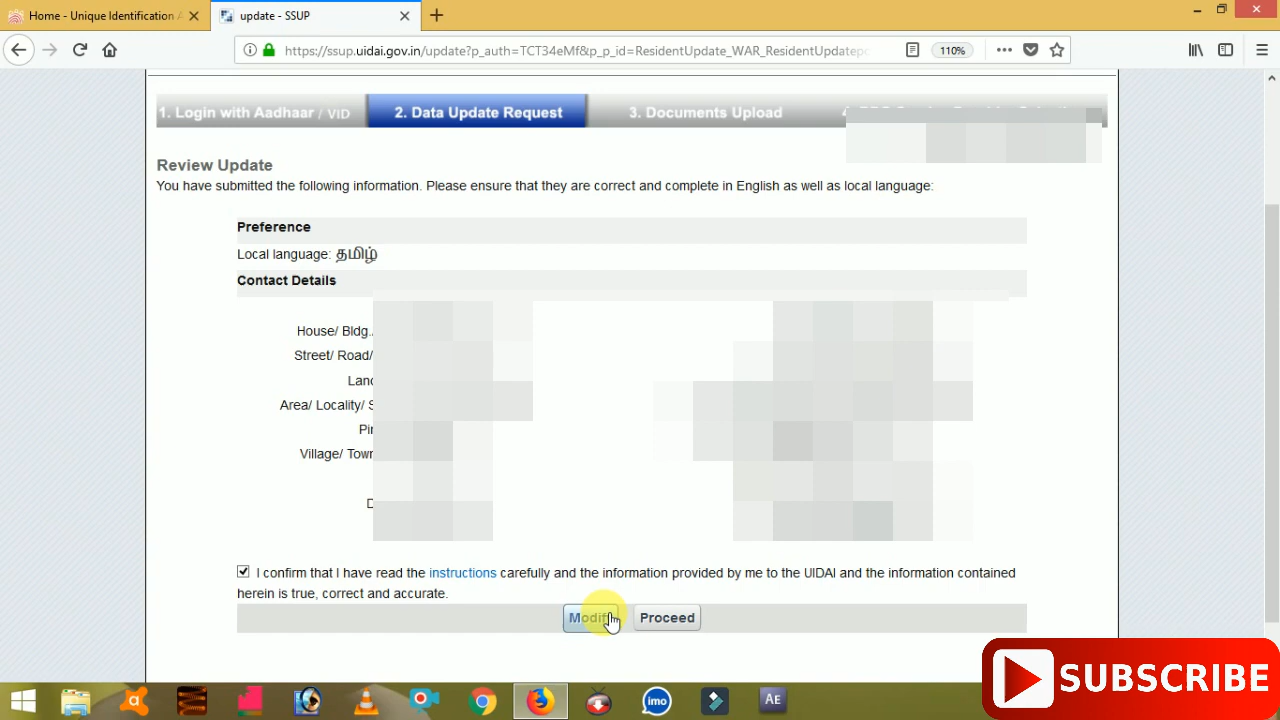 Home - Unique Identification
update - SSUP
https://ssup.uidai.gov.in/update?p_auth=TCT34eMf&p_p_id=ResidentUpdate_WAR_ResidentUpdatepo
110%
1. Login with Aadhaar / VID
2. Data Update Request
3. Documents Upload
Review Update
You have submitted the following information. Please ensure that they are correct and complete in English as well as local language:
Preference
Local language: தமிழ்
Contact Details
House/ Bldg./
Street/ Road/
Area/ Locality/
Village/ Town
I confirm that I have read the instructions carefully and the information provided by me to the UIDAI and the information contained
herein is true, correct and accurate.
Modify Proceed
SUBSCRIBE
imo
Ae